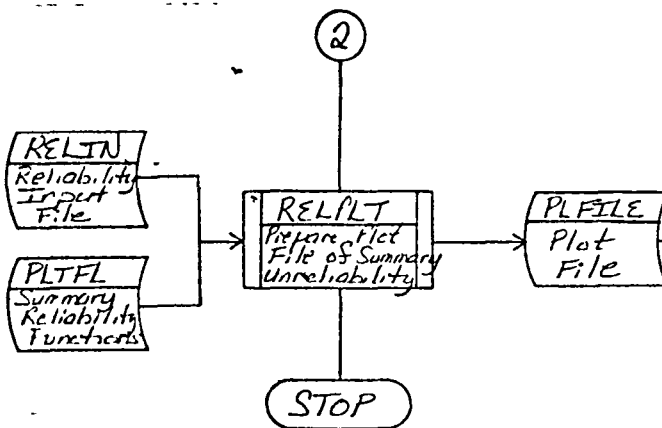 2
RELIN
Reliability
Input
File
PLTFL
Summary
Reliability
Functions
RELPLT
Prepare Plot
File of Summary
Unreliability
PLFILE
Plot
File
STOP